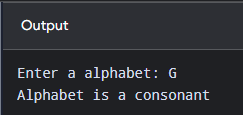 Output
Enter a alphabet: G
Alphabet is a consonant